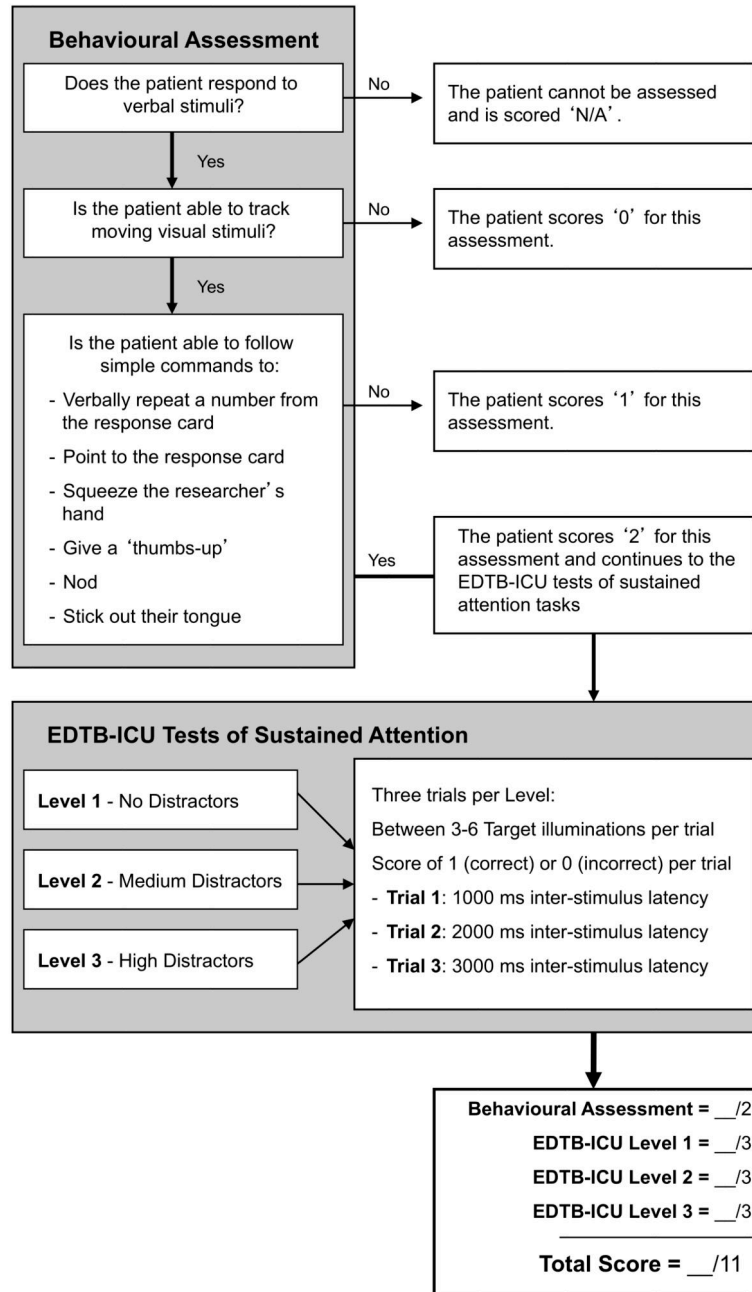 Behavioural Assessment
Does the patient respond to
verbal stimuli?
No
The patient cannot be assessed
and is scored ‘N/A’.
Yes
Is the patient able to track
moving visual stimuli?
No
The patient scores ‘0’ for this
assessment.
Yes
Is the patient able to follow
simple commands to:
- Verbally repeat a number from
the response card
- Point to the response card
- Squeeze the researcher’s
hand
- Give a ‘thumbs-up’
- Nod
- Stick out their tongue
No
The patient scores ‘1’ for this
assessment.
Yes
The patient scores ‘2’ for this
assessment and continues to the
EDTB-ICU tests of sustained
attention tasks
EDTB-ICU Tests of Sustained Attention
Level 1 - No Distractors
Level 2 - Medium Distractors
Level 3 - High Distractors
Three trials per Level:
Between 3-6 Target illuminations per trial
Score of 1 (correct) or 0 (incorrect) per trial
- Trial 1: 1000 ms inter-stimulus latency
- Trial 2: 2000 ms inter-stimulus latency
- Trial 3: 3000 ms inter-stimulus latency
Behavioural Assessment = __/2
EDTB-ICU Level 1 = __/3
EDTB-ICU Level 2 = __/3
EDTB-ICU Level 3 = __/3
Total Score = __/11